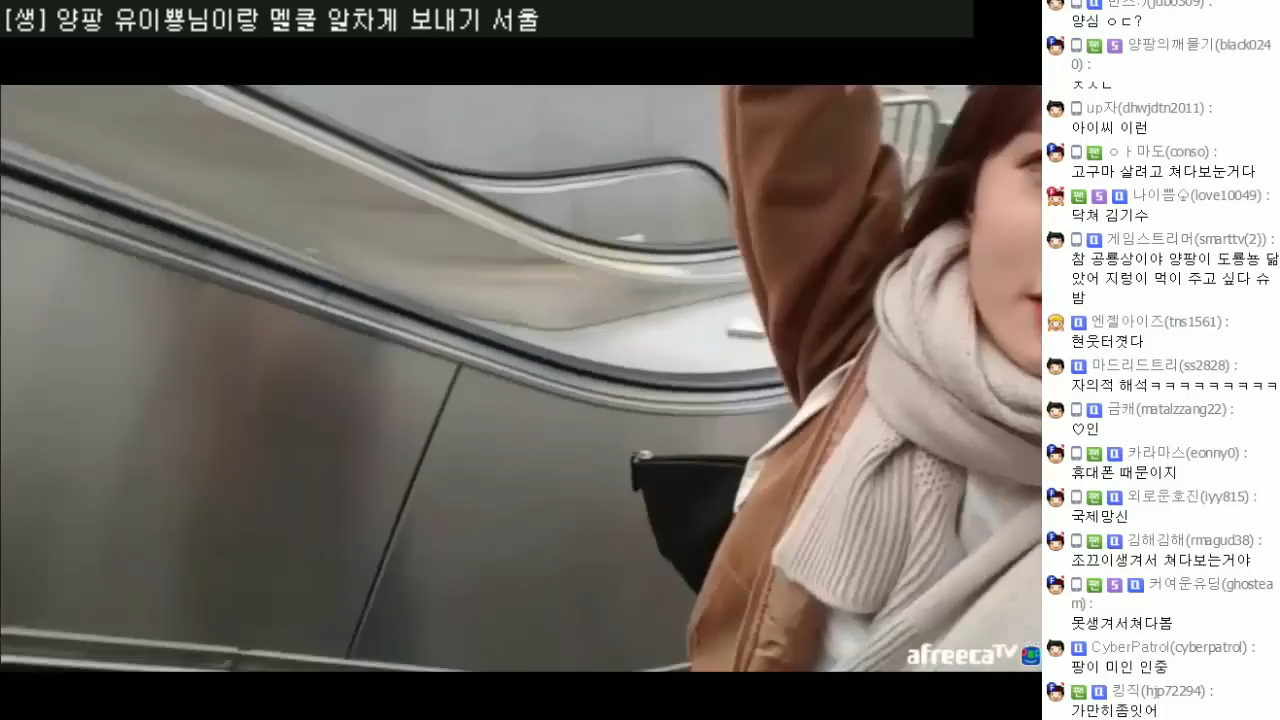 [생] 양팡 유이뿅님이랑 멜클 알차게 보내기 서울
양심 ㅇㄷ?
양팡의깨물기(black024
0) :
ㅈㅅㄴ
up자(dhwjdtn2011) :
아이씨 이런
ㅇㅏ마도(conso) :
고구마 살려고 쳐다보눈거다
나이쁨♤(love10049) :
닥쳐 김기수
게임스트리머(smarttv(2)) :
참 공룡상이야 양팡이 도룡뇽 닮
았어 지렁이 먹이 주고 싶다 슈
밤
엔젤아이즈(tns1561) :
현웃터졋다
마드리드트리(ss2828) :
자의적 해석ㅋㅋㅋㅋㅋㅋㅋㅋㅋ
금캐(matalzzang22) :
♡인
카라마스(eonny0) :
휴대폰 때문이지
외로운호진(iyy815) :
국제망신
김해김해(rmagud38) :
조끄이생겨서 쳐다보는거야
커여운유딩(ghostea
m) :
못생겨서쳐다봄
CyberPatrol(cyberpatrol) :
팡이 미인 인중
킹직(hjp72294) :
가만히좀잇어
afreecaTV